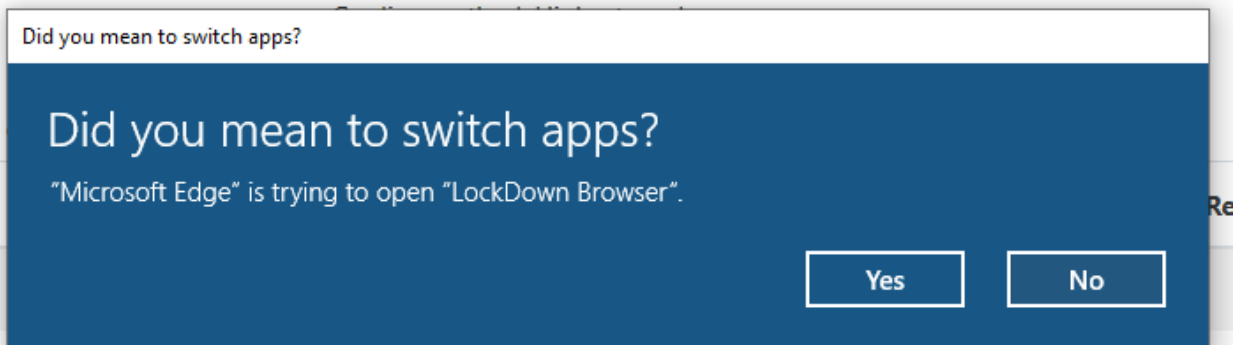 Did you mean to switch apps?
Did you mean to switch apps?
"Microsoft Edge" is trying to open "LockDown Browser".
Re
Yes
No